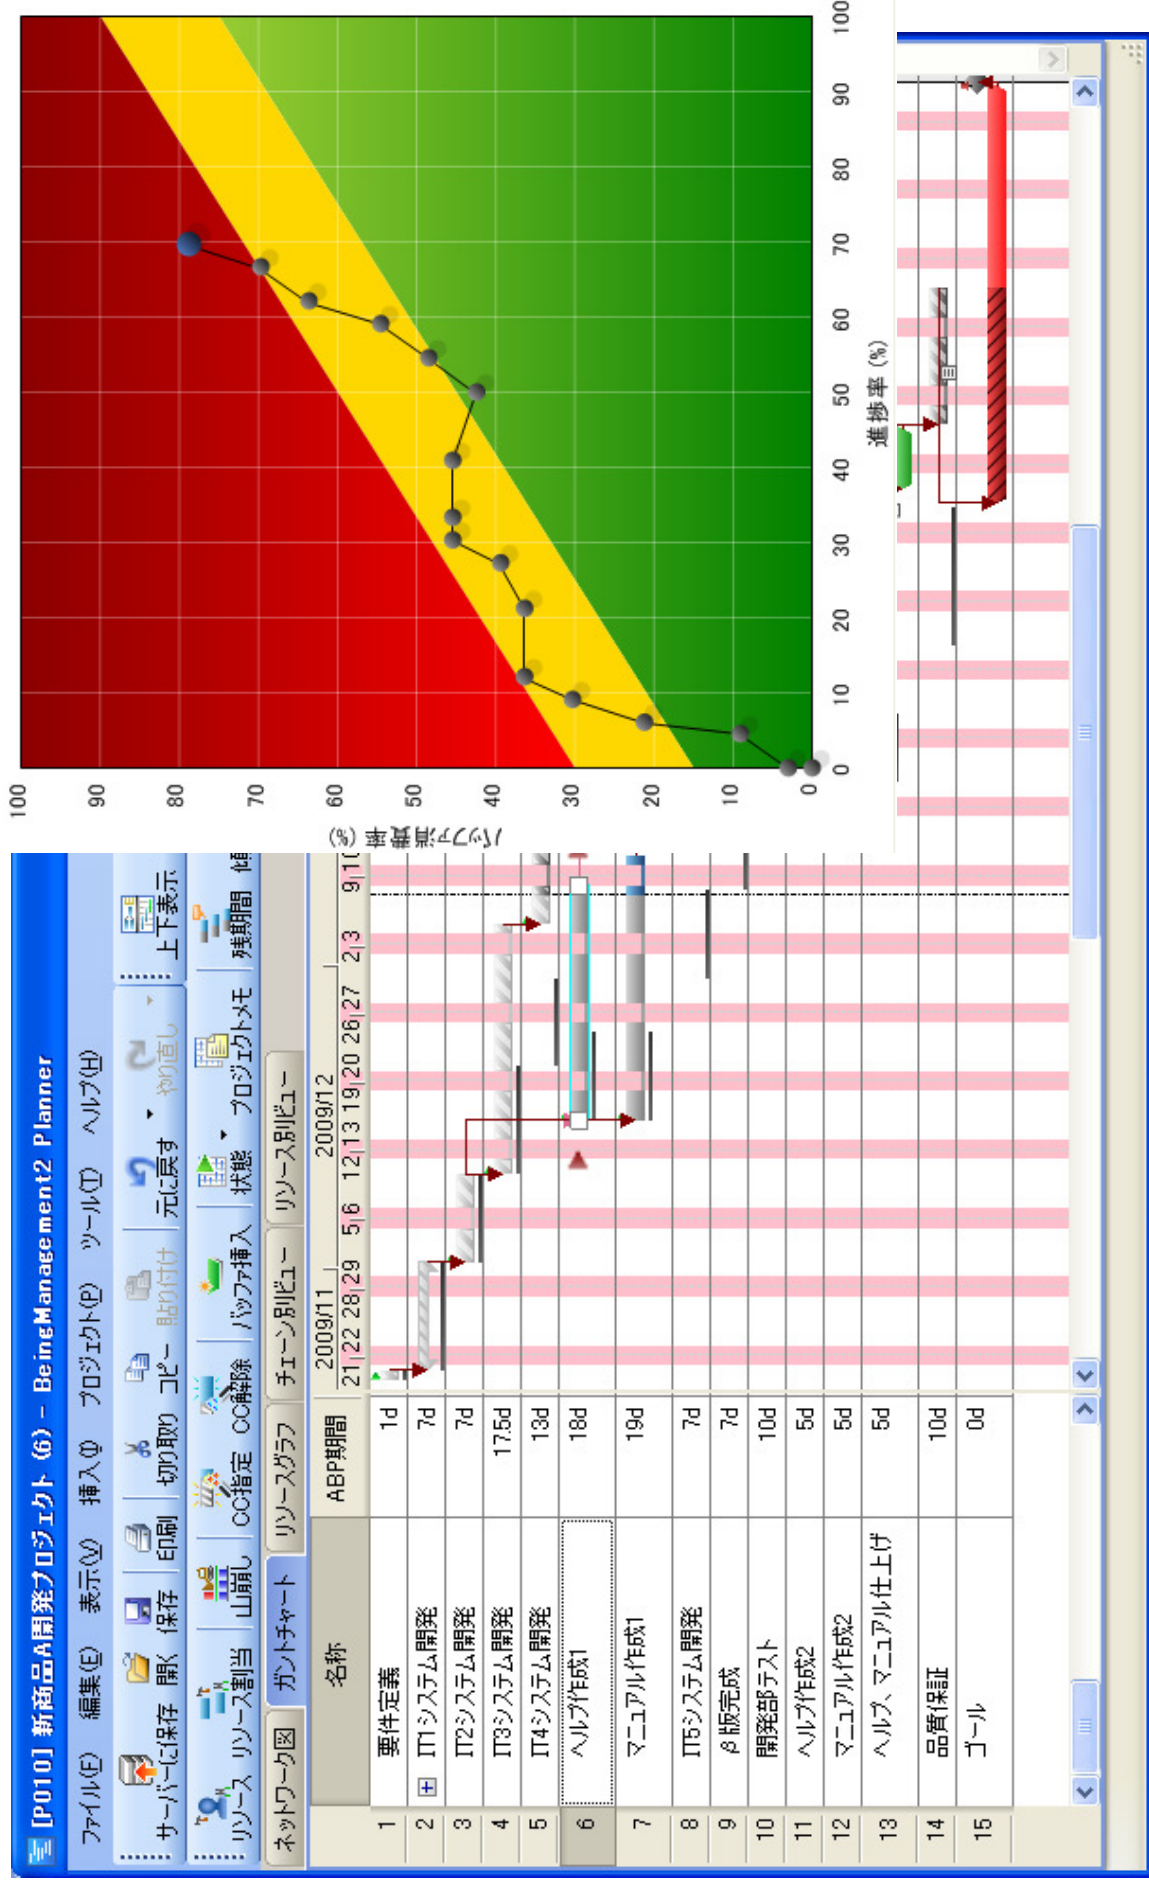 [P010] 新商品A開発プロジェクト (6) - BeingManagement2 Planner
ファイル(F) 編集(E) 表示(V) 挿入(I) プロジェクト(P) ツール(T) ヘルプ(H)
サーバーに保存 開く 保存 印刷 切り取り コピー 貼り付け 元に戻す やり直し 上下表示
リソース リソース割当 山崩し CC指定 CC解除 バッファ挿入 状態 プロジェクトメモ 残期間
ネットワーク図 ガントチャート リソースグラフ チェーン別ビュー リソース別ビュー
名称 ABP期間 2009/11 2009/12
21 22 28 29 5 6 12 13 19 20 26 27 2 3 9 10
1 要件定義 1d
2 IT1システム開発 7d
3 IT2システム開発 7d
4 IT3システム開発 17.5d
5 IT4システム開発 13d
6 ヘルプ作成1 18d
7 マニュアル作成1 19d
8 IT5システム開発 7d
9 β版完成 7d
10 開発部テスト 10d
11 ヘルプ作成2 5d
12 マニュアル作成2 5d
13 ヘルプ、マニュアル仕上げ 5d
14 品質保証 10d
15 ゴール 0d
バッファ消費率 (%)
100
90
80
70
60
50
40
30
20
10
0
0 10 20 30 40 50 60 70 80 90 100
進捗率 (%)